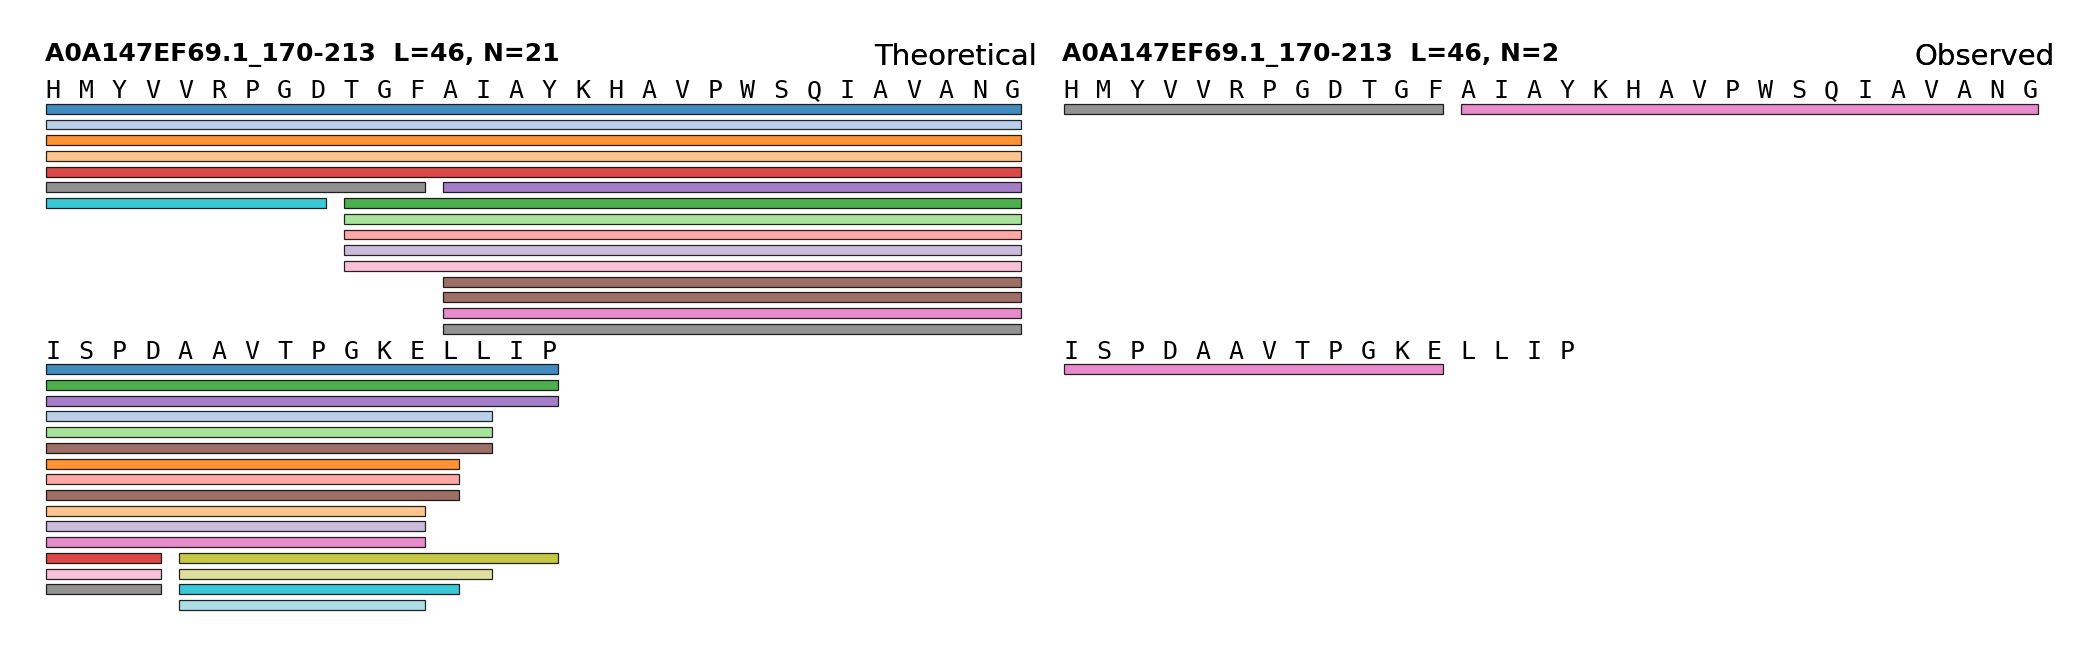 A0A147EF69.1_170-213 L=46, N=21 Theoretical
H M Y V V R P G D T G F A I A Y K H A V P W S Q I A V A N G
I S P D A A V T P G K E L L I P
A0A147EF69.1_170-213 L=46, N=2 Observed
H M Y V V R P G D T G F A I A Y K H A V P W S Q I A V A N G
I S P D A A V T P G K E L L I P